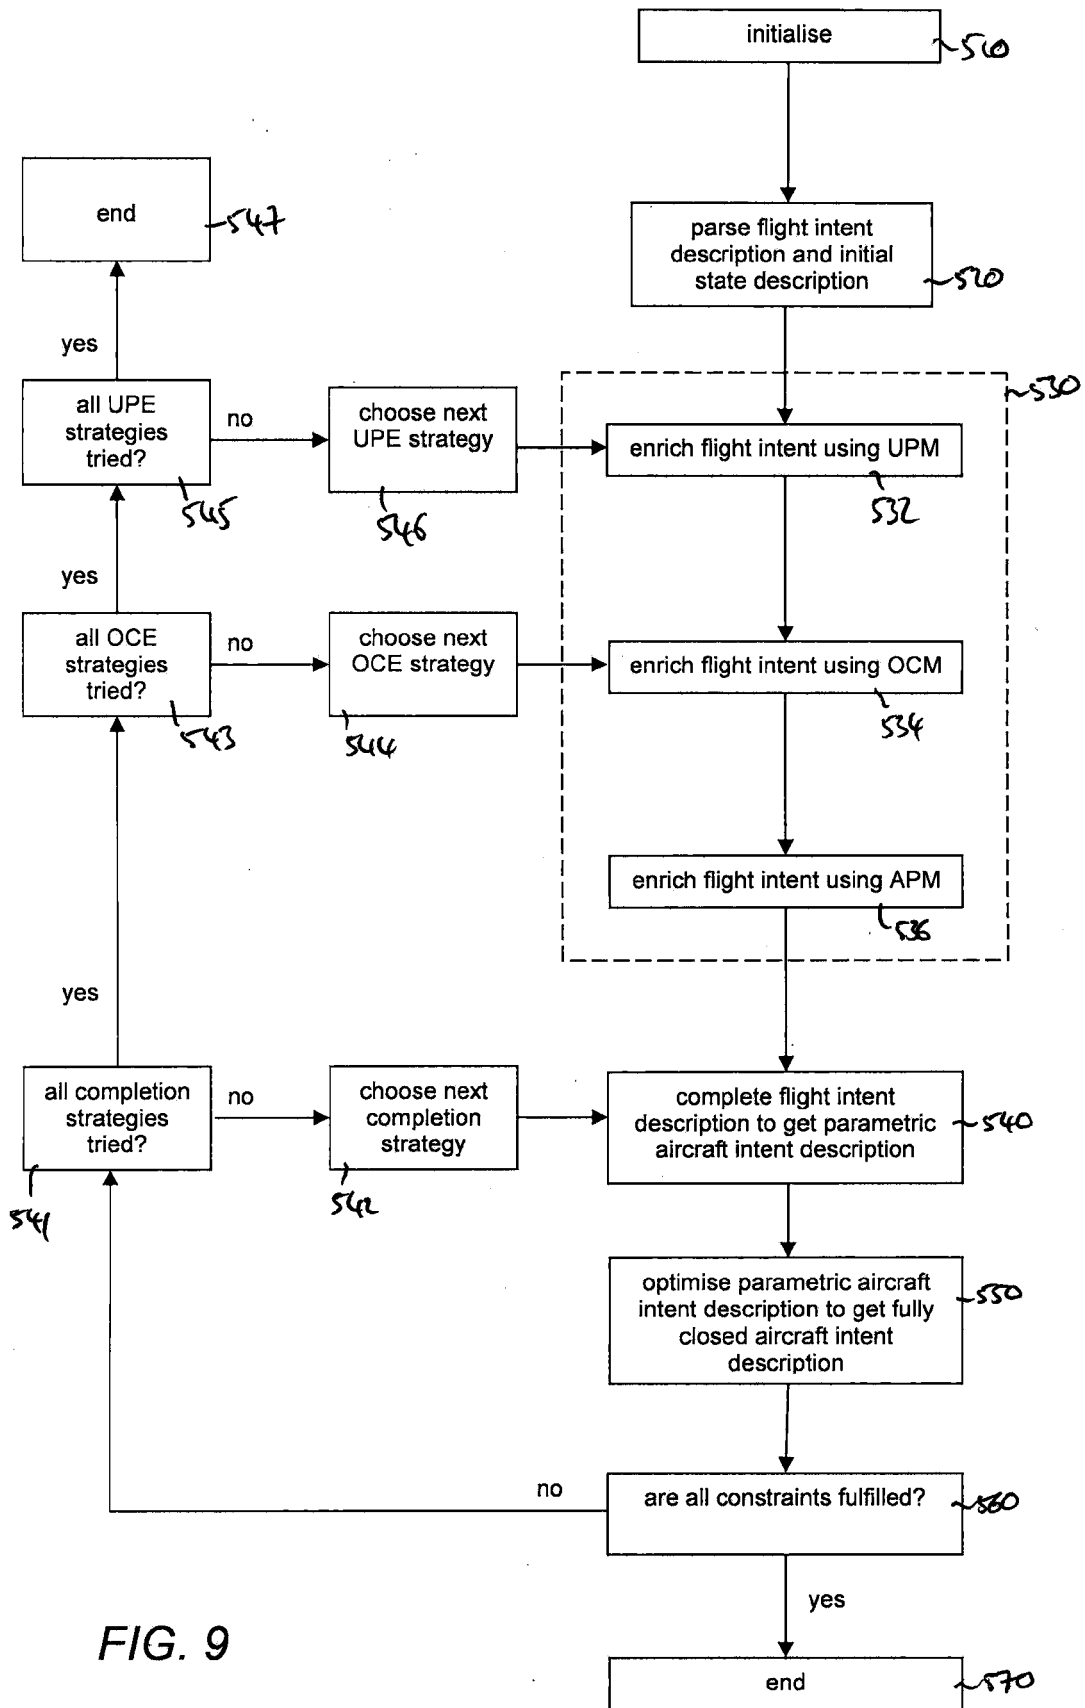 initialise
510
parse flight intent
description and initial
state description
520
530
end
547
yes
all UPE
strategies
tried?
545
no
choose next
UPE strategy
546
enrich flight intent using UPM
532
yes
all OCE
strategies
tried?
543
no
choose next
OCE strategy
544
enrich flight intent using OCM
534
enrich flight intent using APM
536
yes
all completion
strategies
tried?
541
no
choose next
completion
strategy
542
complete flight intent
description to get parametric
aircraft intent description
540
optimise parametric aircraft
intent description to get fully
closed aircraft intent
description
550
no
are all constraints fulfilled?
560
yes
FIG. 9
end
570